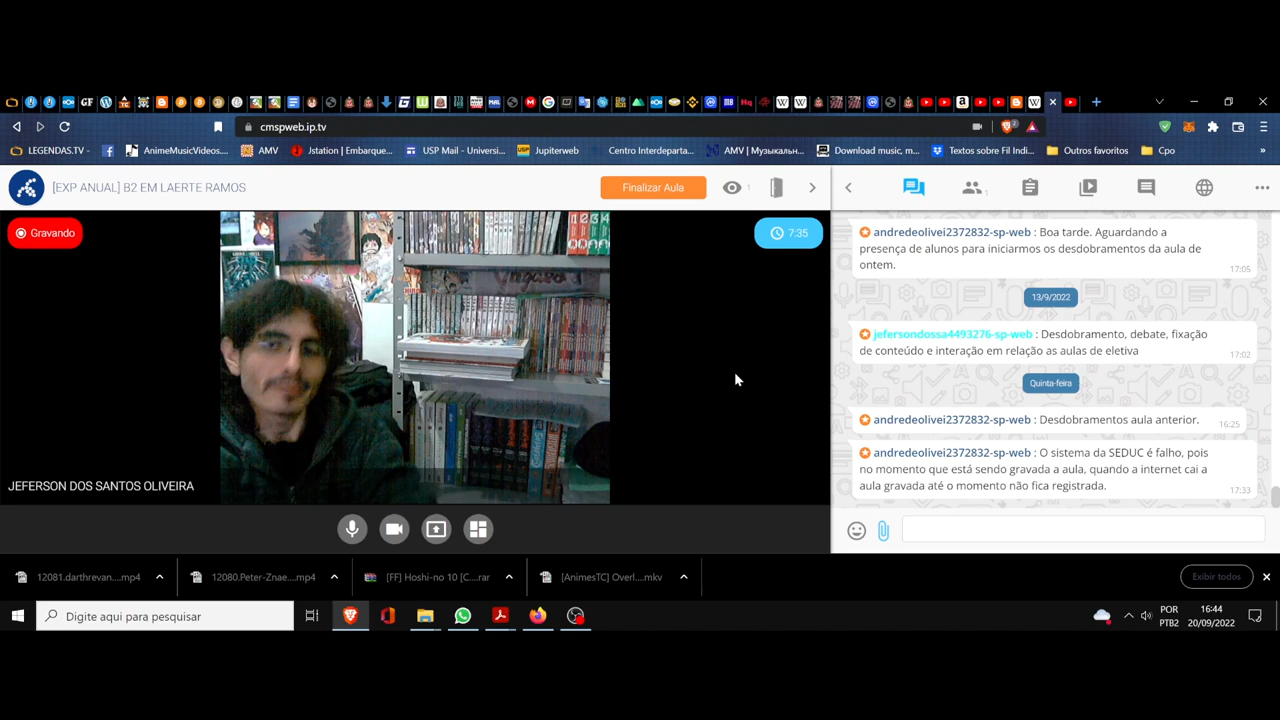 cmspweb.ip.tv
LEGENDAS.TV -
AnimeMusicVideos...
AMV
Jstation | Embarque...
USP Mail - Universi...
Jupiterweb
Centro Interdeparta...
AMV | Музыкальн...
Download music, m...
Textos sobre Fil Indi...
Outros favoritos
Cpo
»
[EXP ANUAL] B2 EM LAERTE RAMOS
Finalizar Aula
1
1
Gravando
7:35
JEFERSON DOS SANTOS OLIVEIRA
andredeolivei2372832-sp-web : Boa tarde. Aguardando a
presença de alunos para iniciarmos os desdobramentos da aula de
ontem.
17:05
13/9/2022
jefersondossa4493276-sp-web : Desdobramento, debate, fixação
de conteúdo e interação em relação as aulas de eletiva
17:02
Quinta-feira
andredeolivei2372832-sp-web : Desdobramentos aula anterior.
16:25
andredeolivei2372832-sp-web : O sistema da SEDUC é falho, pois
no momento que está sendo gravada a aula, quando a internet cai a
aula gravada até o momento não fica registrada.
17:33
12081.darthrevan....mp4
12080.Peter-Znae....mp4
[FF] Hoshi-no 10 [C....rar
[AnimesTC] Overl....mkv
Exibir todos
Digite aqui para pesquisar
POR
PTB2
16:44
20/09/2022